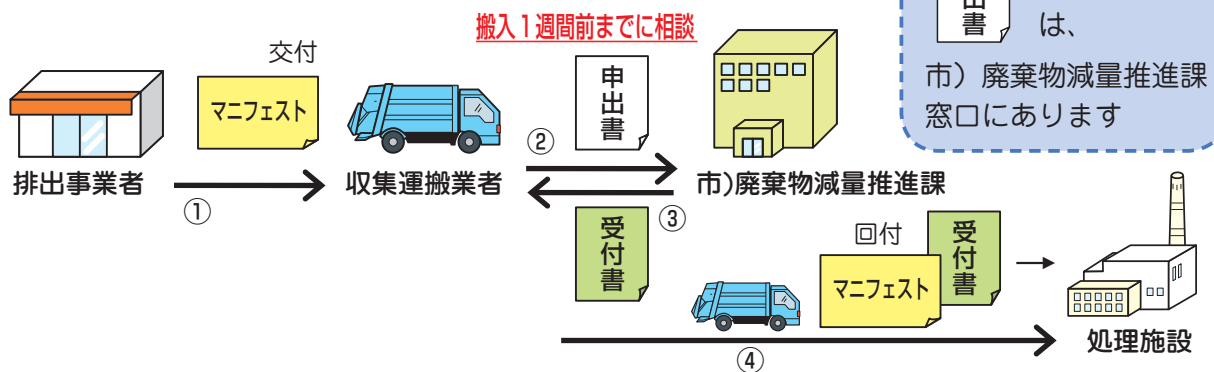 搬入1週間前までに相談
交付
マニフェスト
申出書
書
は、
市）廃棄物減量推進課
窓口にあります
②
排出事業者
①
収集運搬業者
市)廃棄物減量推進課
③
受付書
回付
マニフェスト
受付書
④
処理施設